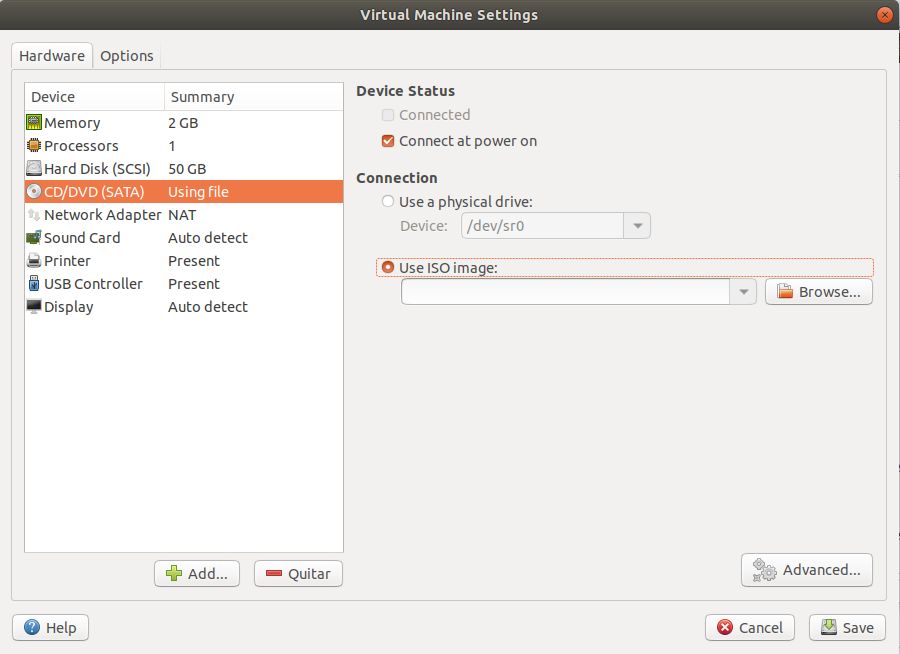 Virtual Machine Settings
Hardware Options
Device Summary
Memory 2 GB
Processors 1
Hard Disk (SCSI) 50 GB
CD/DVD (SATA) Using file
Network Adapter NAT
Sound Card Auto detect
Printer Present
USB Controller Present
Display Auto detect
Add... Quitar
Device Status
Connected
Connect at power on
Connection
Use a physical drive:
Device: /dev/sr0
Use ISO image:
Browse...
Advanced...
Help Cancel Save